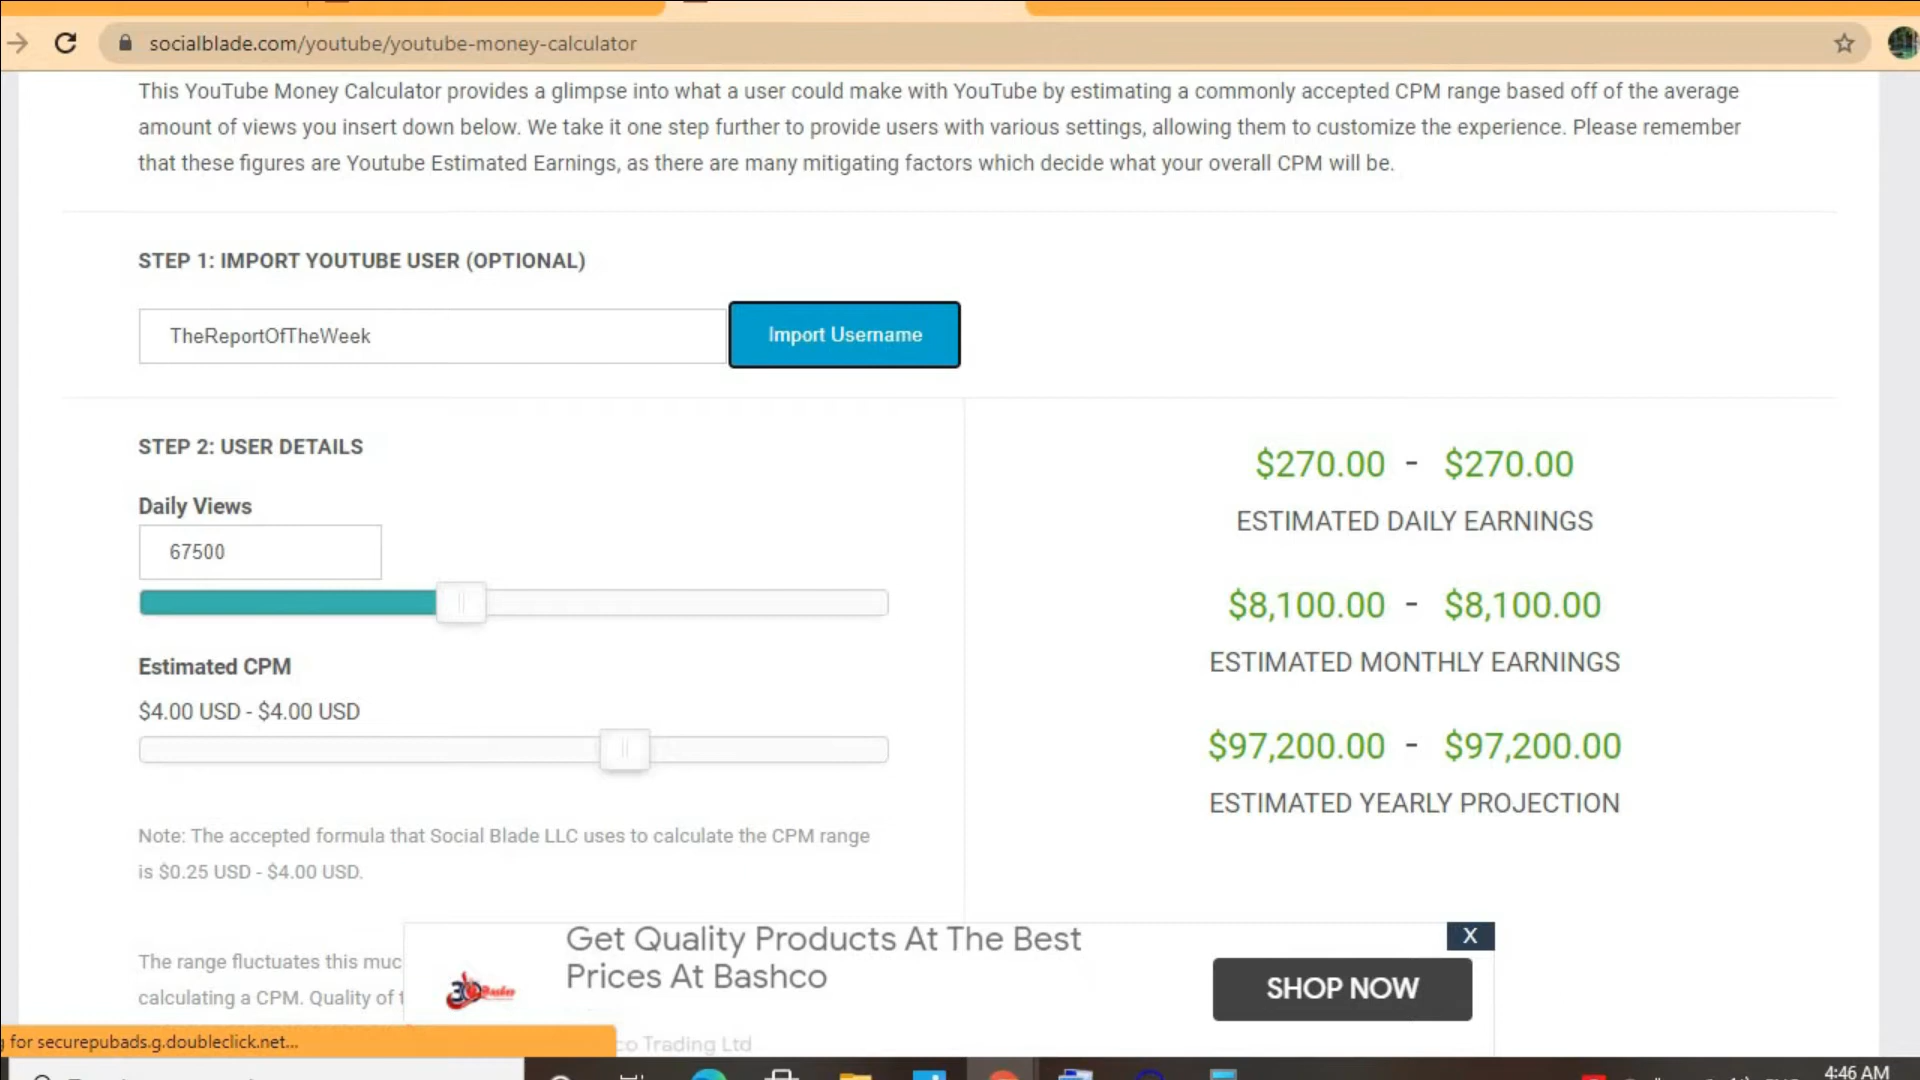 socialblade.com/youtube/youtube-money-calculator
This YouTube Money Calculator provides a glimpse into what a user could make with YouTube by estimating a commonly accepted CPM range based off of the average
amount of views you insert down below. We take it one step further to provide users with various settings, allowing them to customize the experience. Please remember
that these figures are Youtube Estimated Earnings, as there are many mitigating factors which decide what your overall CPM will be.
STEP 1: IMPORT YOUTUBE USER (OPTIONAL)
TheReportOfTheWeek
Import Username
STEP 2: USER DETAILS
Daily Views
67500
Estimated CPM
$4.00 USD - $4.00 USD
Note: The accepted formula that Social Blade LLC uses to calculate the CPM range
is $0.25 USD - $4.00 USD.
$270.00 - $270.00
ESTIMATED DAILY EARNINGS
$8,100.00 - $8,100.00
ESTIMATED MONTHLY EARNINGS
$97,200.00 - $97,200.00
ESTIMATED YEARLY PROJECTION
The range fluctuates this muc
calculating a CPM. Quality of
Get Quality Products At The Best
Prices At Bashco
X
SHOP NOW
co Trading Ltd
for securepubads.g.doubleclick.net...
4:46 AM